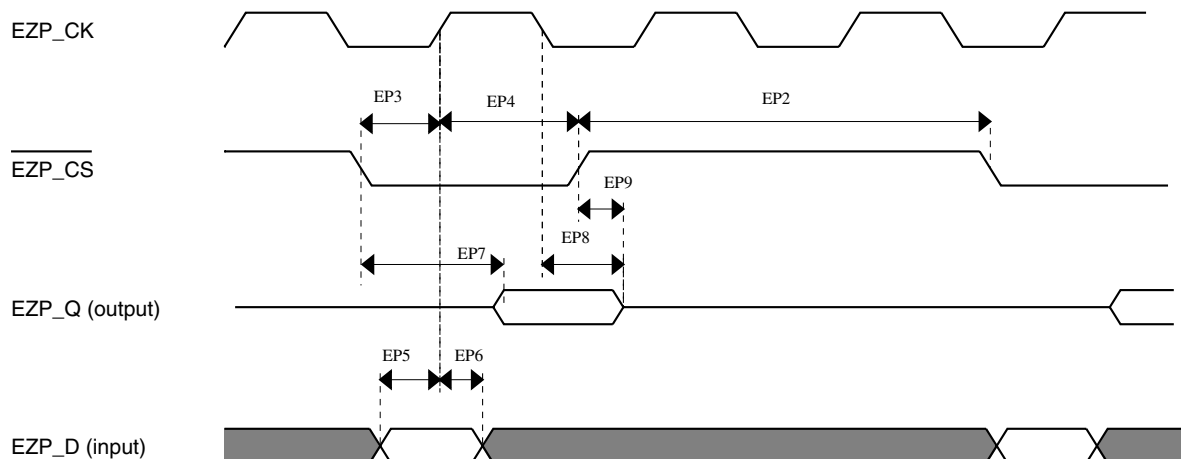 EZP_CK
EP3
EP4
EP2
EZP_CS
EP9
EP8
EP7
EZP_Q (output)
EP5
EP6
EZP_D (input)